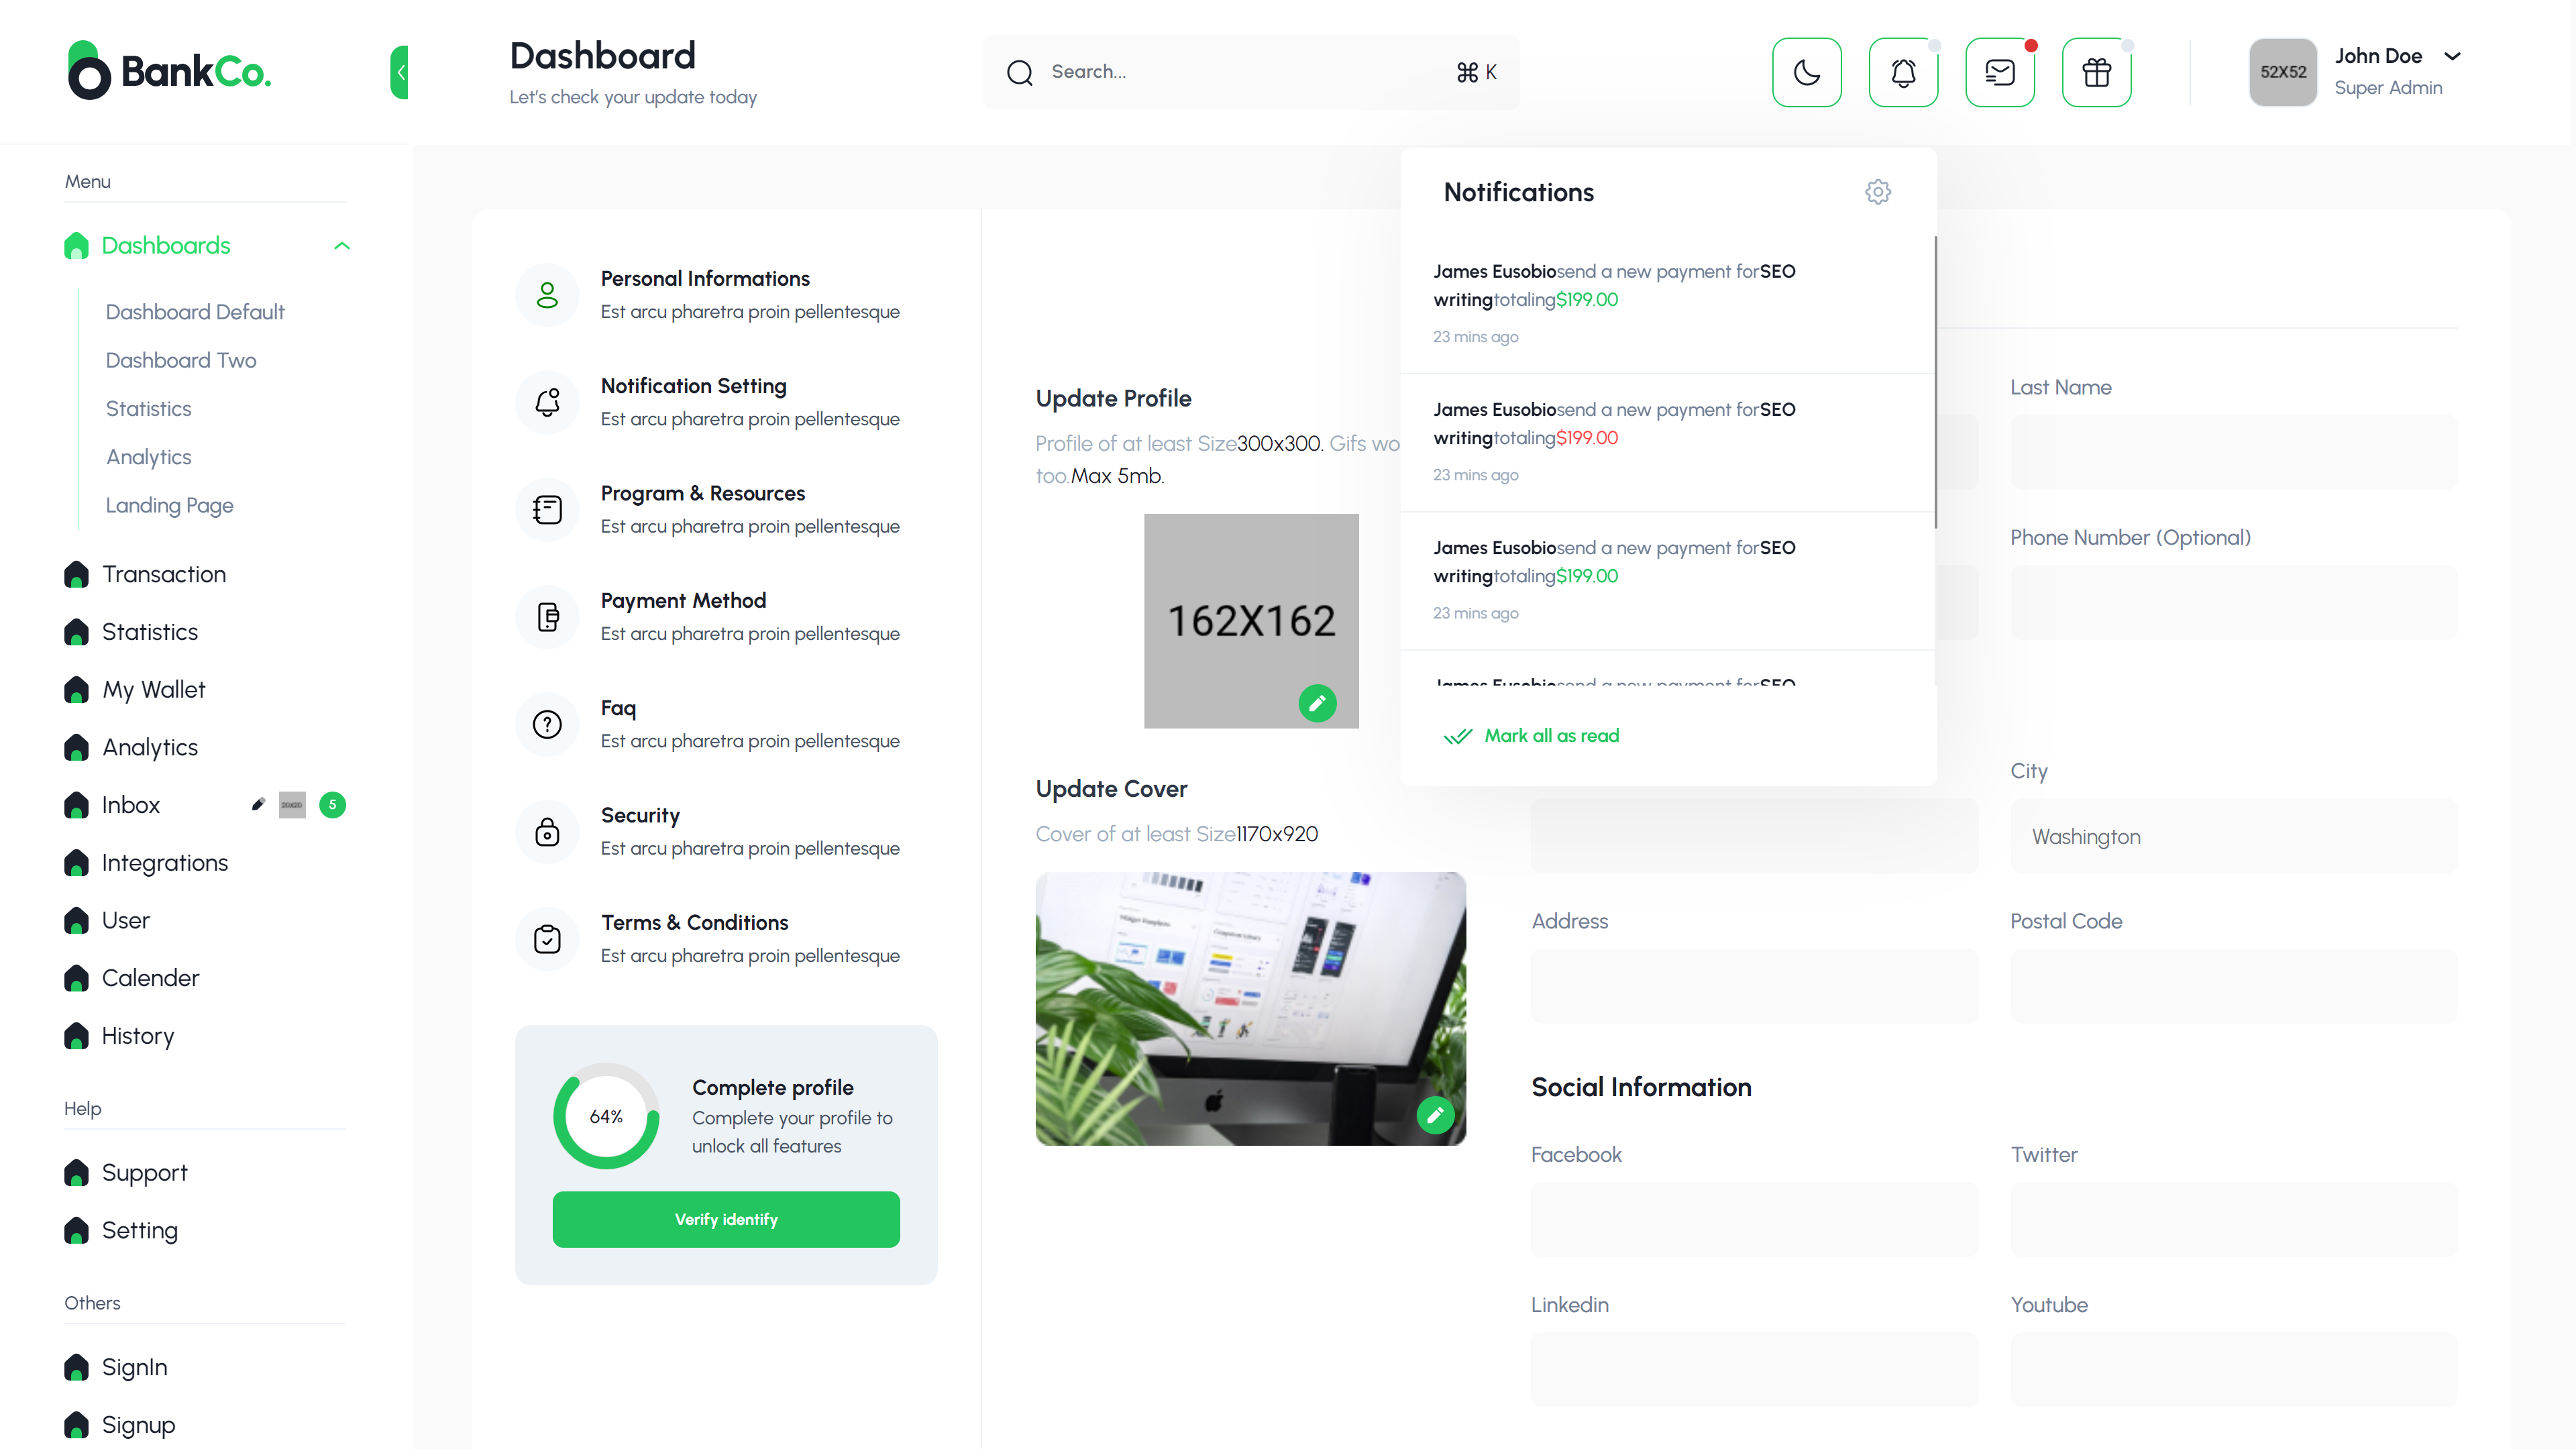 BankCo.
Dashboard
Let's check your update today
Search...
⌘ K
52X52
John Doe
Super Admin
Menu
Dashboards
Dashboard Default
Dashboard Two
Statistics
Analytics
Landing Page
Transaction
Statistics
My Wallet
Analytics
Inbox
5
Integrations
User
Calender
History
Help
Support
Setting
Others
SignIn
Signup
Personal Informations
Est arcu pharetra proin pellentesque
Notification Setting
Est arcu pharetra proin pellentesque
Program & Resources
Est arcu pharetra proin pellentesque
Payment Method
Est arcu pharetra proin pellentesque
Faq
Est arcu pharetra proin pellentesque
Security
Est arcu pharetra proin pellentesque
Terms & Conditions
Est arcu pharetra proin pellentesque
64%
Complete profile
Complete your profile to
unlock all features
Verify identify
Update Profile
Profile of at least Size300x300. Gifs wo
too.Max 5mb.
162X162
Update Cover
Cover of at least Size1170x920
Notifications
James Eusobiosend a new payment forSEO
writingtotaling$199.00
23 mins ago
James Eusobiosend a new payment forSEO
writingtotaling$199.00
23 mins ago
James Eusobiosend a new payment forSEO
writingtotaling$199.00
23 mins ago
James Eusobiosend a new payment forSEO
Mark all as read
Last Name
Phone Number (Optional)
City
Washington
Address
Postal Code
Social Information
Facebook
Twitter
Linkedin
Youtube